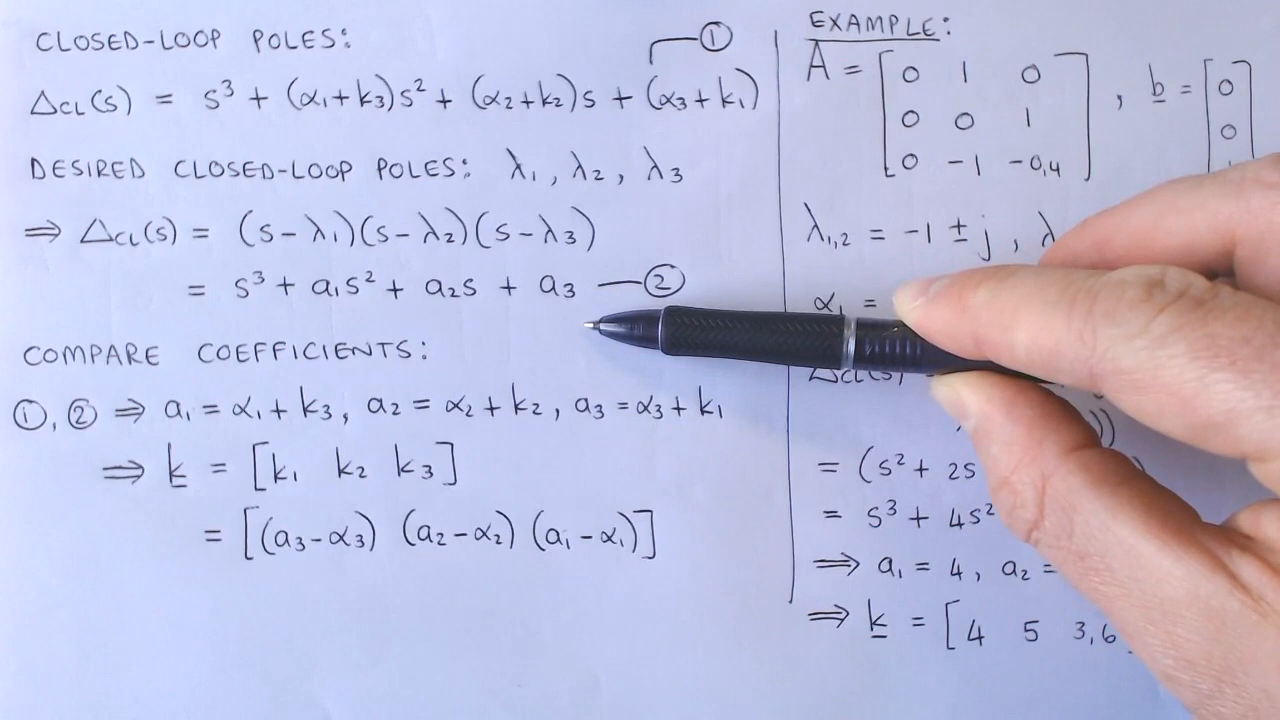 CLOSED-LOOP POLES:
①
Δ_CL(s) = s³ + (α₁+k₃)s² + (α₂+k₂)s + (α₃+k₁)
DESIRED CLOSED-LOOP POLES: λ₁, λ₂, λ₃
⇒ Δ_CL(s) = (s-λ₁)(s-λ₂)(s-λ₃)
= s³ + a₁s² + a₂s + a₃ — ②
COMPARE COEFFICIENTS:
①, ② ⇒ a₁ = α₁ + k₃, a₂ = α₂ + k₂, a₃ = α₃ + k₁
⇒ k = [k₁ k₂ k₃]
= [(a₃-α₃) (a₂-α₂) (a₁-α₁)]
EXAMPLE:
A = [0 1 0
0 0 1
0 -1 -0,4], b = [0
0
λ₁,₂ = -1 ± j, λ
α₁ =
Δ_CL(s)
= (s² + 2s
= s³ + 4s²
⇒ a₁ = 4, a₂ =
⇒ k = [4 5 3,6